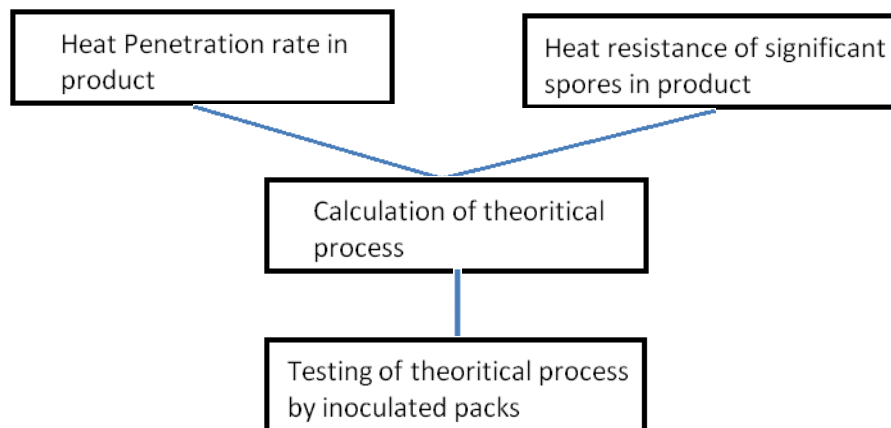 Heat Penetration rate in
product
Heat resistance of significant
spores in product
Calculation of theoritical
process
Testing of theoritical process
by inoculated packs